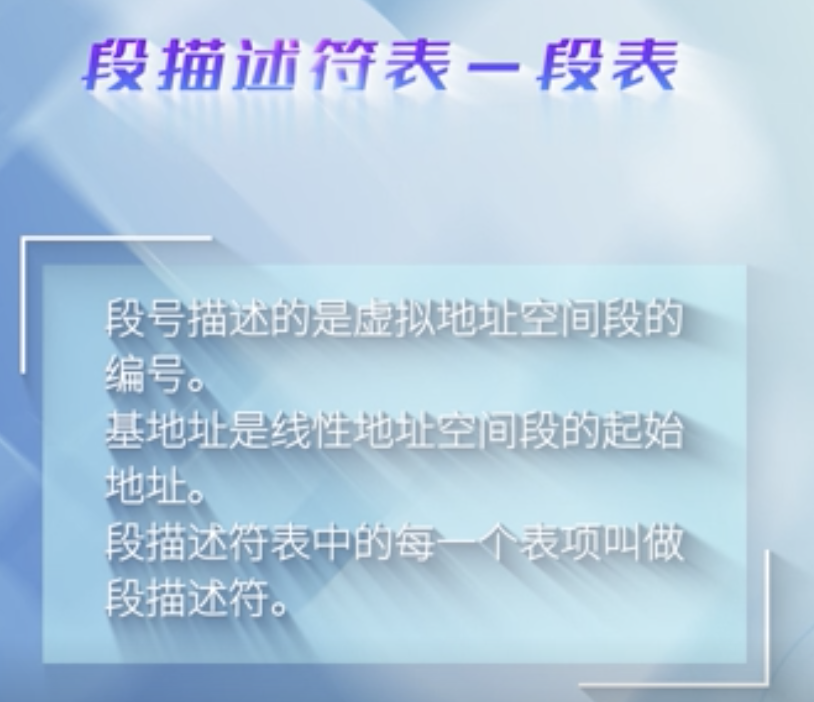 段描述符表－段表
段号描述的是虚拟地址空间段的
编号。
基地址是线性地址空间段的起始
地址。
段描述符表中的每一个表项叫做
段描述符。